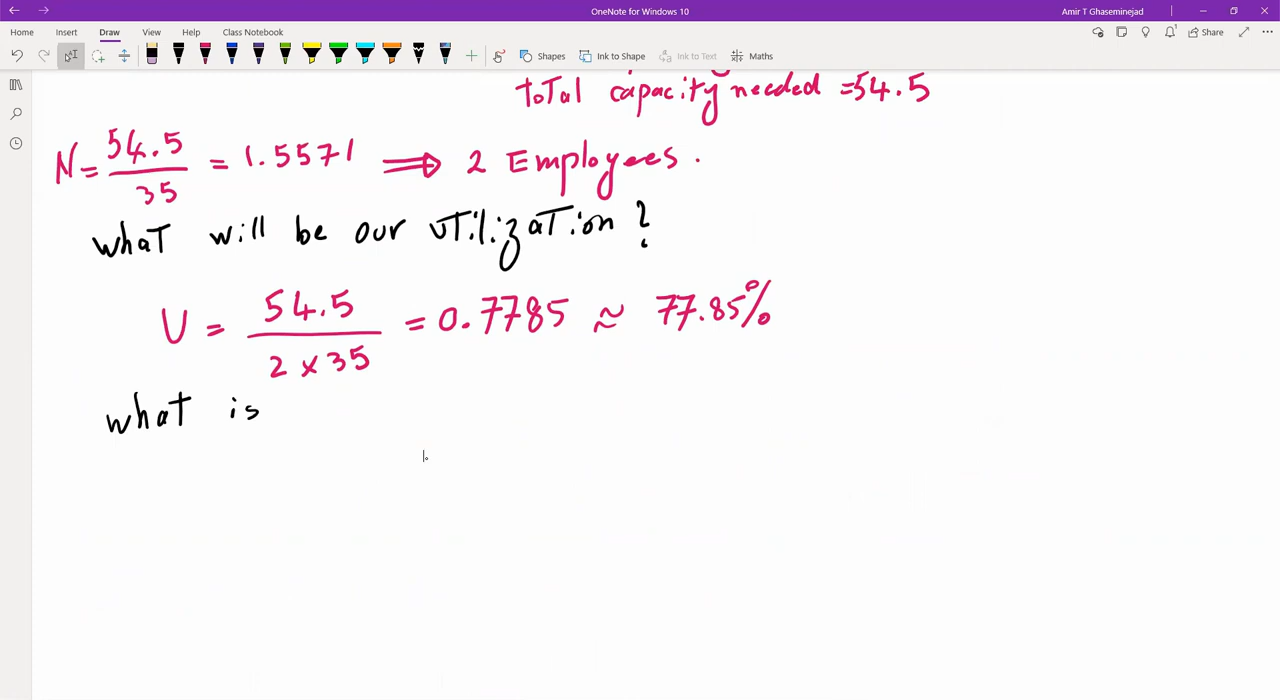 OneNote for Windows 10
Amir T Ghaseminejad
Home Insert Draw View Help Class Notebook
Share
Shapes Ink to Shape Ink to Text Maths
total capacity needed = 54.5
N = 54.5 / 35 = 1.5571 ⟹ 2 Employees.
what will be our utilization?
U = 54.5 / 2 × 35 = 0.7785 ≈ 77.85%
what is